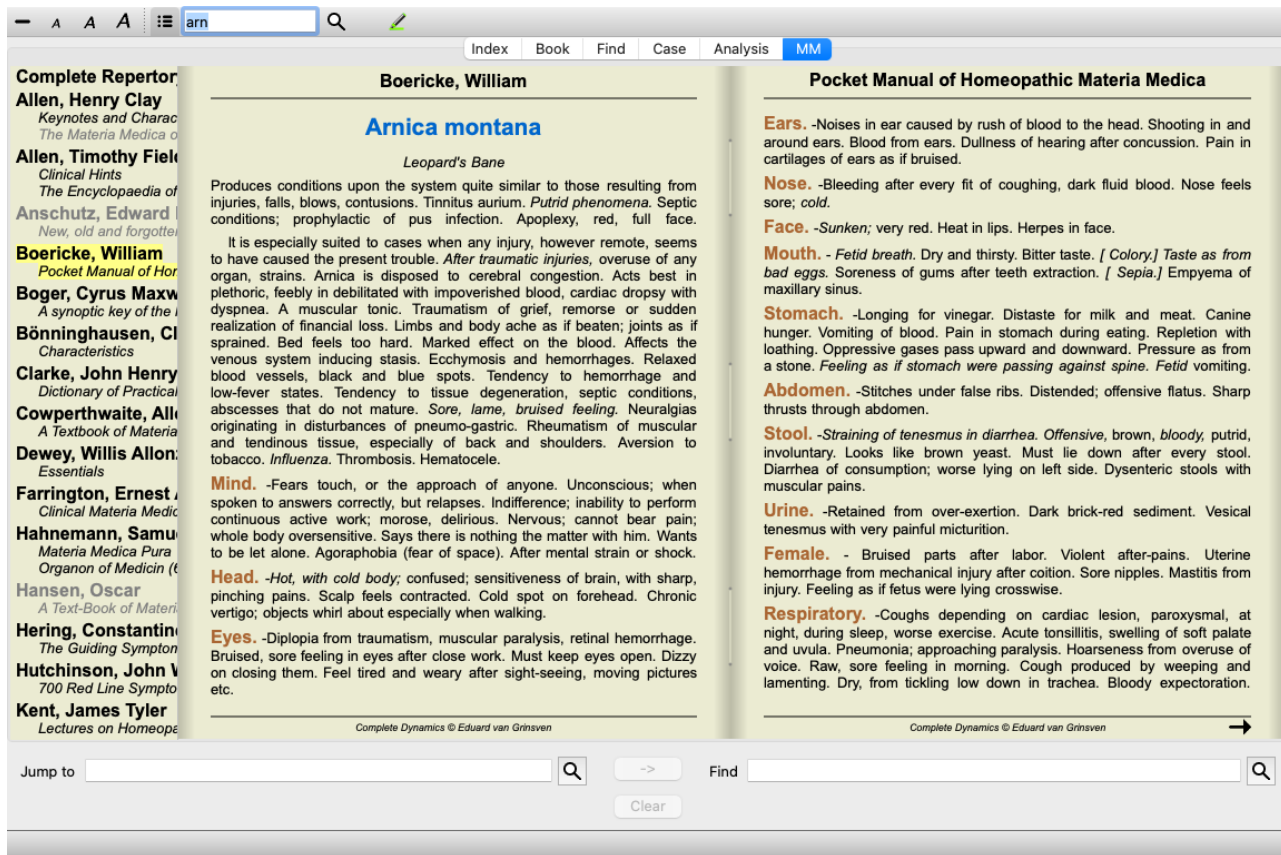 A A A arn
Index Book Find Case Analysis MM
Complete Repertor
Allen, Henry Clay
Keynotes and Charac
The Materia Medica o
Allen, Timothy Field
Clinical Hints
The Encyclopaedia of
Anschutz, Edward
New, old and forgotte
Boericke, William
Pocket Manual of Hom
Boger, Cyrus Maxw
A synoptic key of the
Bönninghausen, Cl
Characteristics
Clarke, John Henry
Dictionary of Practical
Cowperthwaite, Alle
A Textbook of Materia
Dewey, Willis Allonz
Essentials
Farrington, Ernest
Clinical Materia Medic
Hahnemann, Samu
Materia Medica Pura
Organon of Medicin (6
Hansen, Oscar
A Text-Book of Materi
Hering, Constantin
The Guiding Sympton
Hutchinson, John W
700 Red Line Sympto
Kent, James Tyler
Lectures on Homeopa
Boericke, William
Arnica montana
Leopard's Bane
Produces conditions upon the system quite similar to those resulting from
injuries, falls, blows, contusions. Tinnitus aurium. Putrid phenomena. Septic
conditions; prophylactic of pus infection. Apoplexy, red, full face.
It is especially suited to cases when any injury, however remote, seems
to have caused the present trouble. After traumatic injuries, overuse of any
organ, strains. Arnica is disposed to cerebral congestion. Acts best in
plethoric, feebly in debilitated with impoverished blood, cardiac dropsy with
dyspnea. A muscular tonic. Traumatism of grief, remorse or sudden
realization of financial loss. Limbs and body ache as if beaten; joints as if
sprained. Bed feels too hard. Marked effect on the blood. Affects the
venous system inducing stasis. Ecchymosis and hemorrhages. Relaxed
blood vessels, black and blue spots. Tendency to hemorrhage and
low-fever states. Tendency to tissue degeneration, septic conditions,
abscesses that do not mature. Sore, lame, bruised feeling. Neuralgias
originating in disturbances of pneumo-gastric. Rheumatism of muscular
and tendinous tissue, especially of back and shoulders. Aversion to
tobacco. Influenza. Thrombosis. Hematocele.
Mind. -Fears touch, or the approach of anyone. Unconscious; when
spoken to answers correctly, but relapses. Indifference; inability to perform
continuous active work; morose, delirious. Nervous; cannot bear pain;
whole body oversensitive. Says there is nothing the matter with him. Wants
to be let alone. Agoraphobia (fear of space). After mental strain or shock.
Head. -Hot, with cold body; confused; sensitiveness of brain, with sharp,
pinching pains. Scalp feels contracted. Cold spot on forehead. Chronic
vertigo; objects whirl about especially when walking.
Eyes. -Diplopia from traumatism, muscular paralysis, retinal hemorrhage.
Bruised, sore feeling in eyes after close work. Must keep eyes open. Dizzy
on closing them. Feel tired and weary after sight-seeing, moving pictures
etc.
Complete Dynamics © Eduard van Grinsven
Pocket Manual of Homeopathic Materia Medica
Ears. -Noises in ear caused by rush of blood to the head. Shooting in and
around ears. Blood from ears. Dullness of hearing after concussion. Pain in
cartilages of ears as if bruised.
Nose. -Bleeding after every fit of coughing, dark fluid blood. Nose feels
sore; cold.
Face. -Sunken; very red. Heat in lips. Herpes in face.
Mouth. - Fetid breath. Dry and thirsty. Bitter taste. [ Colory.] Taste as from
bad eggs. Soreness of gums after teeth extraction. [ Sepia.] Empyema of
maxillary sinus.
Stomach. -Longing for vinegar. Distaste for milk and meat. Canine
hunger. Vomiting of blood. Pain in stomach during eating. Repletion with
loathing. Oppressive gases pass upward and downward. Pressure as from
a stone. Feeling as if stomach were passing against spine. Fetid vomiting.
Abdomen. -Stitches under false ribs. Distended; offensive flatus. Sharp
thrusts through abdomen.
Stool. -Straining of tenesmus in diarrhea. Offensive, brown, bloody, putrid,
involuntary. Looks like brown yeast. Must lie down after every stool.
Diarrhea of consumption; worse lying on left side. Dysenteric stools with
muscular pains.
Urine. -Retained from over-exertion. Dark brick-red sediment. Vesical
tenesmus with very painful micturition.
Female. - Bruised parts after labor. Violent after-pains. Uterine
hemorrhage from mechanical injury after coition. Sore nipples. Mastitis from
injury. Feeling as if fetus were lying crosswise.
Respiratory. -Coughs depending on cardiac lesion, paroxysmal, at
night, during sleep, worse exercise. Acute tonsillitis, swelling of soft palate
and uvula. Pneumonia; approaching paralysis. Hoarseness from overuse of
voice. Raw, sore feeling in morning. Cough produced by weeping and
lamenting. Dry, from tickling low down in trachea. Bloody expectoration.
Complete Dynamics © Eduard van Grinsven
Jump to -> Find
Clear